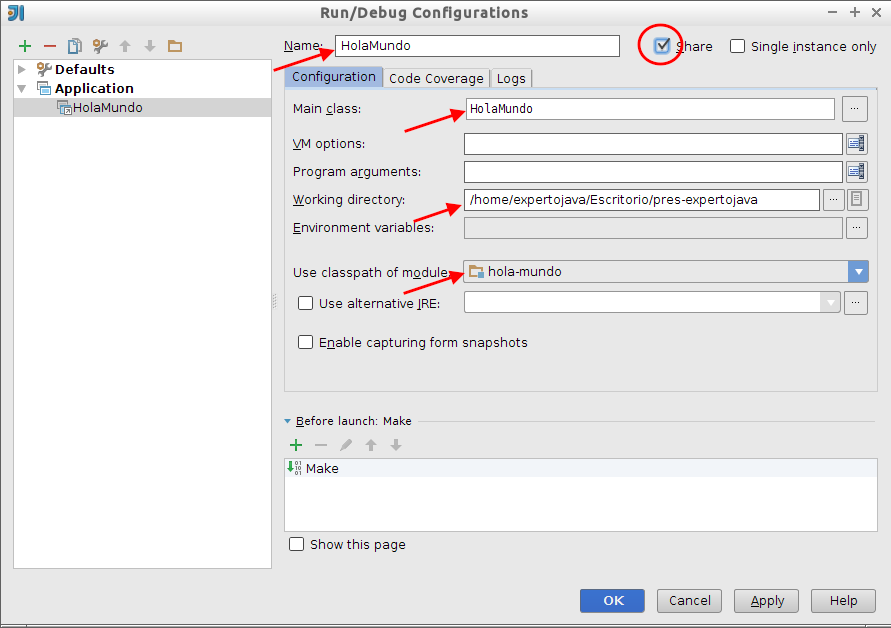 Run/Debug Configurations
Name: HolaMundo Share Single instance only
Defaults
Application
HolaMundo
Configuration Code Coverage Logs
Main class: HolaMundo ...
VM options:
Program arguments:
Working directory: /home/expertojava/Escritorio/pres-expertojava ...
Environment variables: ...
Use classpath of module: hola-mundo
Use alternative JRE: ...
Enable capturing form snapshots
Before launch: Make
Make
Show this page
OK Cancel Apply Help